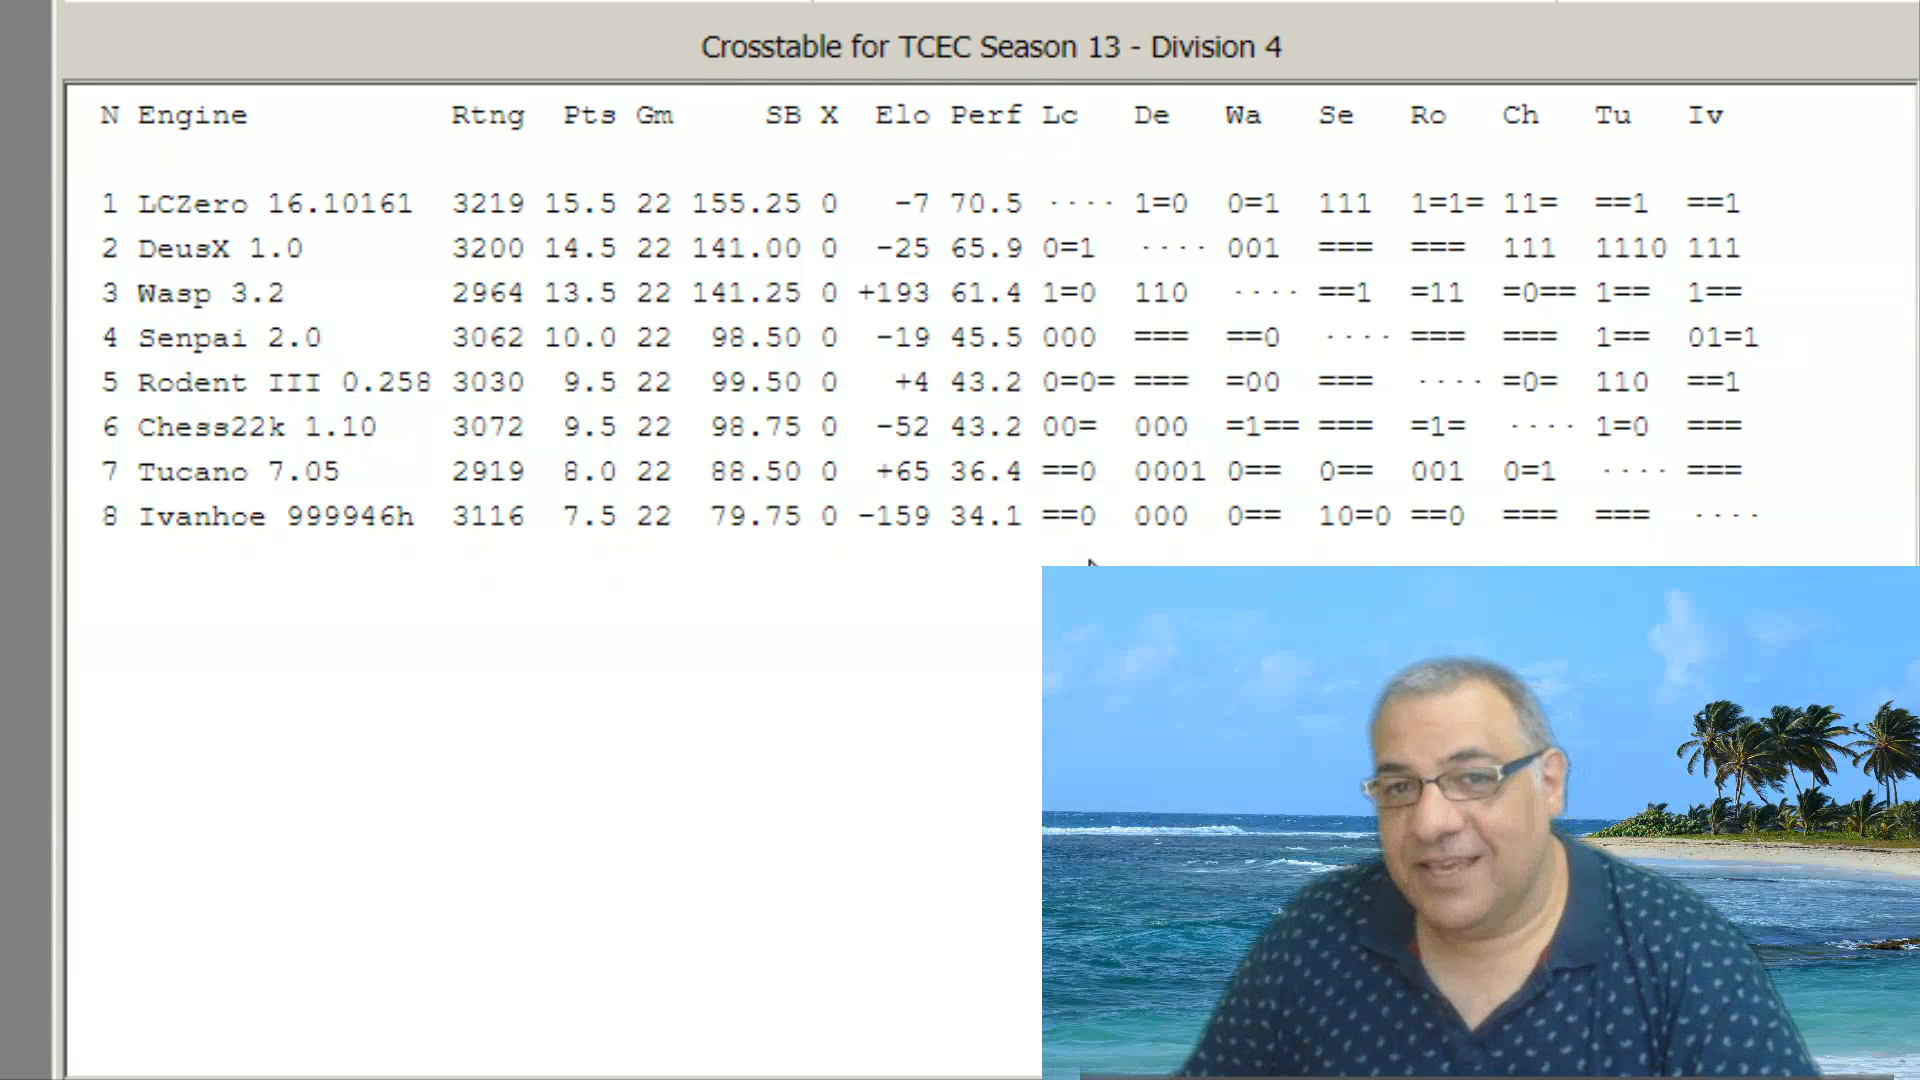 Crosstable for TCEC Season 13 - Division 4
N Engine Rtng Pts Gm SB X Elo Perf Lc De Wa Se Ro Ch Tu Iv
1 LCZero 16.10161 3219 15.5 22 155.25 0 -7 70.5 ···· 1=0 0=1 111 1=1= 11= ==1 ==1
2 DeusX 1.0 3200 14.5 22 141.00 0 -25 65.9 0=1 ···· 001 === === 111 1110 111
3 Wasp 3.2 2964 13.5 22 141.25 0 +193 61.4 1=0 110 ···· ==1 =11 =0== 1== 1==
4 Senpai 2.0 3062 10.0 22 98.50 0 -19 45.5 000 === ==0 ···· === === 1== 01=1
5 Rodent III 0.258 3030 9.5 22 99.50 0 +4 43.2 0=0= === =00 === ···· =0= 110 ==1
6 Chess22k 1.10 3072 9.5 22 98.75 0 -52 43.2 00= 000 =1== === =1= ···· 1=0 ===
7 Tucano 7.05 2919 8.0 22 88.50 0 +65 36.4 ==0 0001 0== 0== 001 0=1 ···· ===
8 Ivanhoe 999946h 3116 7.5 22 79.75 0 -159 34.1 ==0 000 0== 10=0 ==0 === === ····